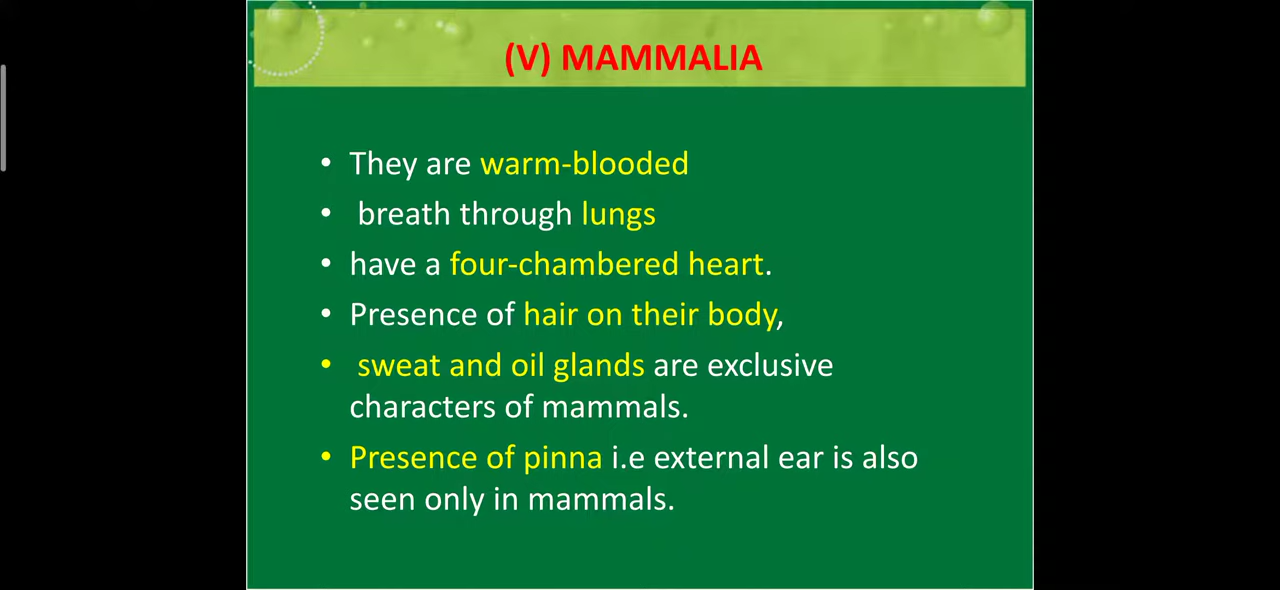 (V) MAMMALIA
• They are warm-blooded
• breath through lungs
• have a four-chambered heart.
• Presence of hair on their body,
• sweat and oil glands are exclusive
characters of mammals.
• Presence of pinna i.e external ear is also
seen only in mammals.